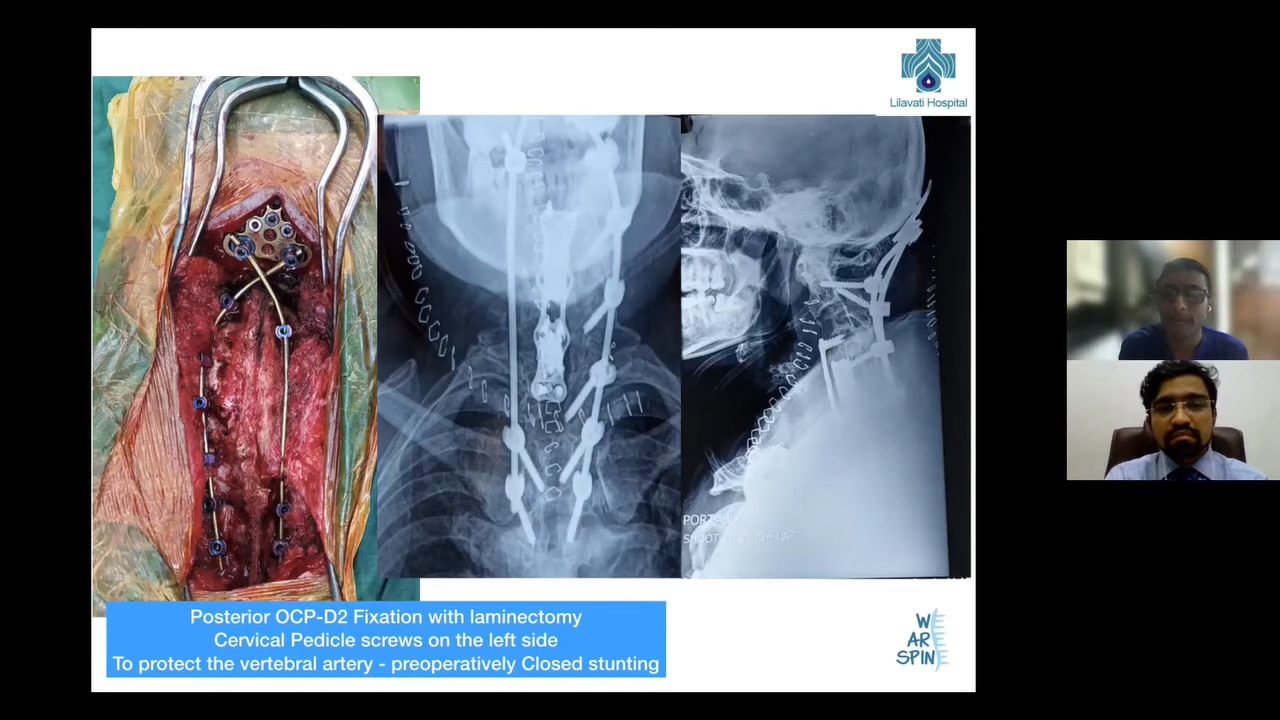 Lilavati Hospital
PORTABLE
Posterior OCP-D2 Fixation with laminectomy
Cervical Pedicle screws on the left side
To protect the vertebral artery - preoperatively Closed stunting
WE
ARE
SPINE